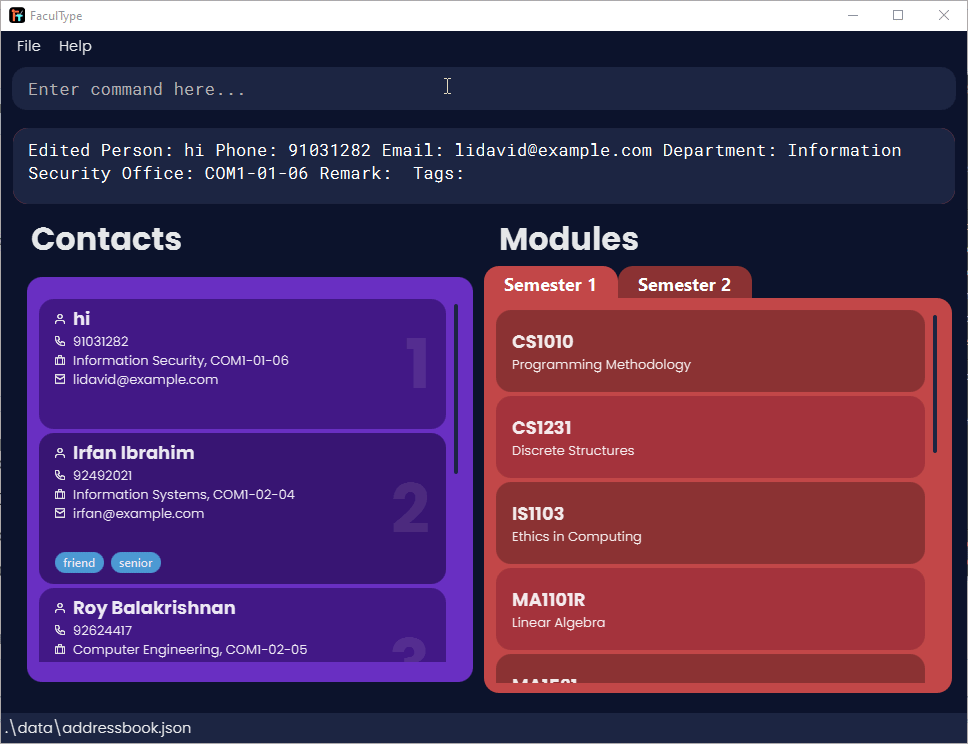 FaculType
File Help
Enter command here...
Edited Person: hi Phone: 91031282 Email: lidavid@example.com Department: Information
Security Office: COM1-01-06 Remark:  Tags:
Contacts
hi
91031282
Information Security, COM1-01-06
lidavid@example.com
1
Irfan Ibrahim
92492021
Information Systems, COM1-02-04
irfan@example.com
2
friend senior
Roy Balakrishnan
92624417
Computer Engineering, COM1-02-05
3
Modules
Semester 1 Semester 2
CS1010
Programming Methodology
CS1231
Discrete Structures
IS1103
Ethics in Computing
MA1101R
Linear Algebra
MA1521
.\data\addressbook.json